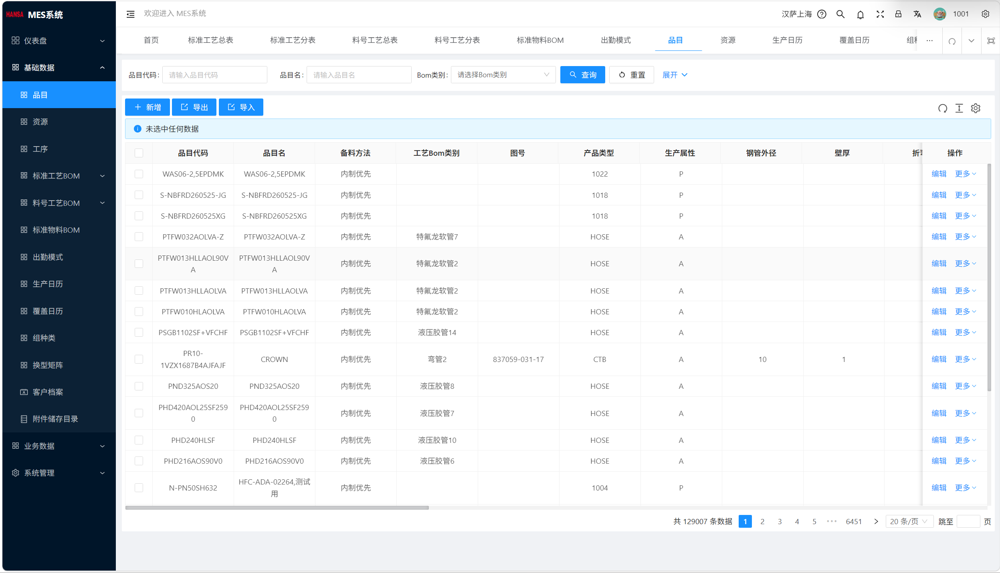 HANSA MES系统
欢迎进入 MES系统
汉萨上海
1001
仪表盘
基础数据
品目
资源
工序
标准工艺BOM
料号工艺BOM
标准物料BOM
出勤模式
生产日历
覆盖日历
组种类
换型矩阵
客户档案
附件储存目录
业务数据
系统管理
首页 标准工艺总表 标准工艺分表 料号工艺总表 料号工艺分表 标准物料BOM 出勤模式 品目 资源 生产日历 覆盖日历 组
品目代码: 请输入品目代码 品目名: 请输入品目名 Bom类别: 请选择Bom类别 查询 重置 展开
新增 导出 导入
未选中任何数据
品目代码 品目名 备料方法 工艺Bom类别 图号 产品类型 生产属性 钢管外径 壁厚 折 操作
WAS06-2,5EPDMK WAS06-2,5EPDMK 内制优先 1022 P 编辑 更多
S-NBFRD260525-JG S-NBFRD260525-JG 内制优先 1018 P 编辑 更多
S-NBFRD260525XG S-NBFRD260525XG 内制优先 1018 P 编辑 更多
PTFW032AOLVA-Z PTFW032AOLVA-Z 内制优先 特氟龙软管7 HOSE A 编辑 更多
PTFW013HLLAOL90V PTFW013HLLAOL90V
A A 内制优先 特氟龙软管2 HOSE A 编辑 更多
PTFW013HLLAOLVA PTFW013HLLAOLVA 内制优先 特氟龙软管2 HOSE A 编辑 更多
PTFW010HLAOLVA PTFW010HLAOLVA 内制优先 特氟龙软管2 HOSE A 编辑 更多
PSGB1102SF+VFCHF PSGB1102SF+VFCHF 内制优先 液压胶管14 HOSE A 编辑 更多
PR10-
1VZX1687B4AJFAJF CROWN 内制优先 弯管2 837059-031-17 CTB A 10 1 编辑 更多
PND325AOS20 PND325AOS20 内制优先 液压胶管8 HOSE A 编辑 更多
PHD420AOL25SF259 PHD420AOL25SF259
0 0 内制优先 液压胶管7 HOSE A 编辑 更多
PHD240HLSF PHD240HLSF 内制优先 液压胶管10 HOSE A 编辑 更多
PHD216AOS90V0 PHD216AOS90V0 内制优先 液压胶管6 HOSE A 编辑 更多
N-PN50SH632 HFC-ADA-02264,测试
用 内制优先 1004 P 编辑 更多
共 129007 条数据 1 2 3 4 5 ••• 6451 20 条/页 跳至 页